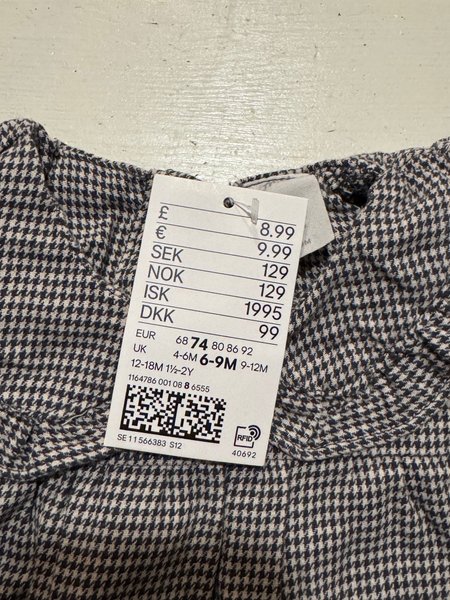 £ 8.99
€ 9.99
SEK 129
NOK 129
ISK 1995
DKK 99
EUR 68 74 80 86 92
UK 4-6M 6-9M 9-12M
12-18M 1½-2Y
1164786 001 08 8 6555
RFID
SE 11 566383 S12
40692
M